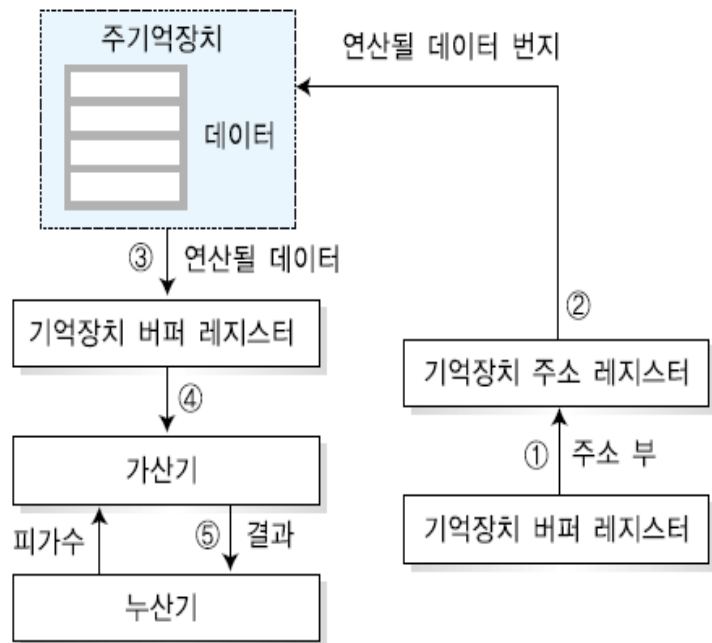 주기억장치
연산될 데이터 번지
데이터
③ 연산될 데이터
②
기억장치 버퍼 레지스터
기억장치 주소 레지스터
④
① 주소 부
가산기
기억장치 버퍼 레지스터
피가수
⑤ 결과
누산기